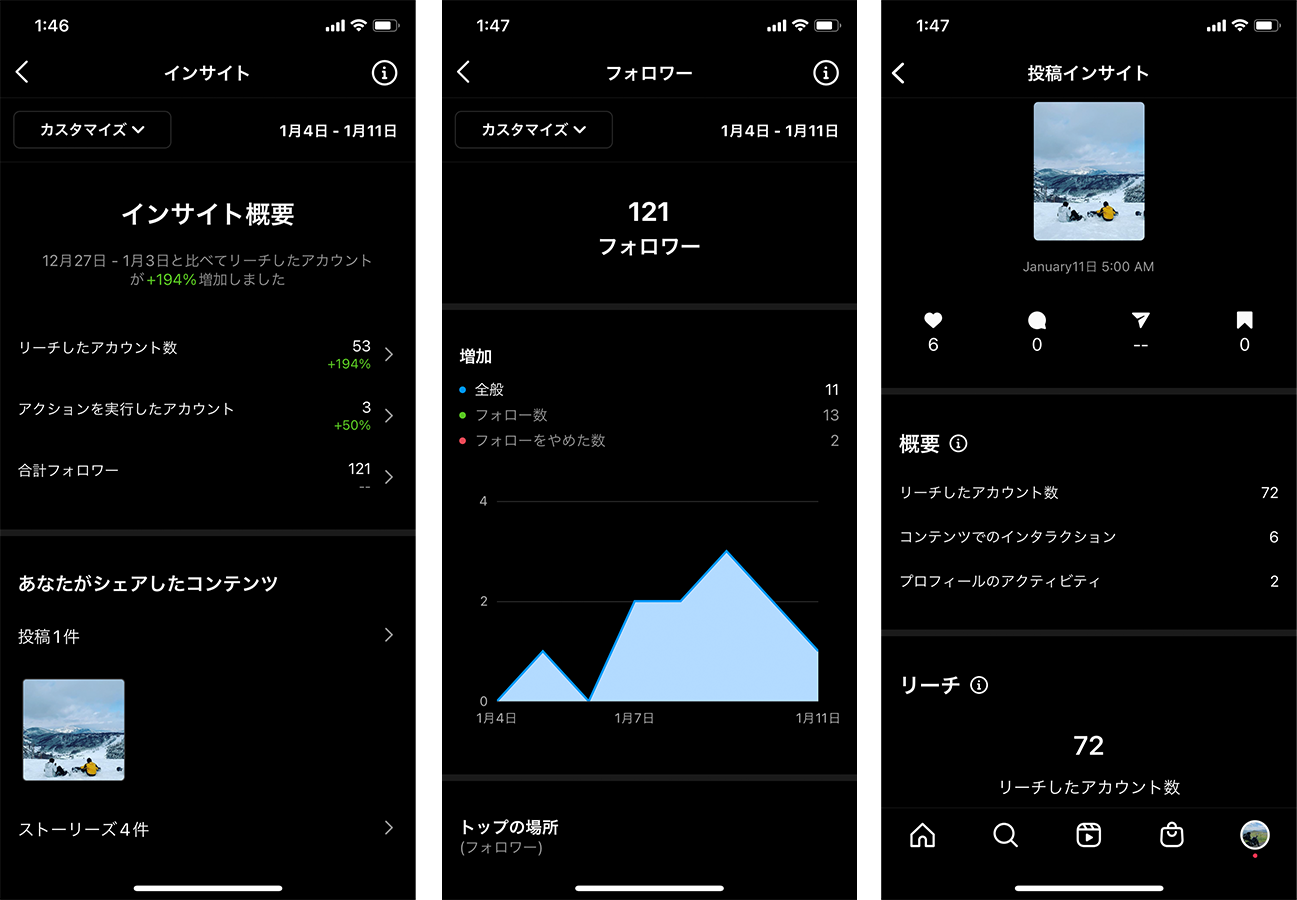 1:46
インサイト
カスタマイズ
1月4日 - 1月11日
インサイト概要
12月27日 - 1月3日と比べてリーチしたアカウント
が+194%増加しました
リーチしたアカウント数
53
+194%
アクションを実行したアカウント
3
+50%
合計フォロワー
121
--
あなたがシェアしたコンテンツ
投稿1件
ストーリーズ4件
1:47
フォロワー
カスタマイズ
1月4日 - 1月11日
121
フォロワー
増加
全般 11
フォロー数 13
フォローをやめた数 2
4
2
0
1月4日 1月7日 1月11日
トップの場所
(フォロワー)
1:47
投稿インサイト
January11日 5:00 AM
6 0 -- 0
概要
リーチしたアカウント数 72
コンテンツでのインタラクション 6
プロフィールのアクティビティ 2
リーチ
72
リーチしたアカウント数